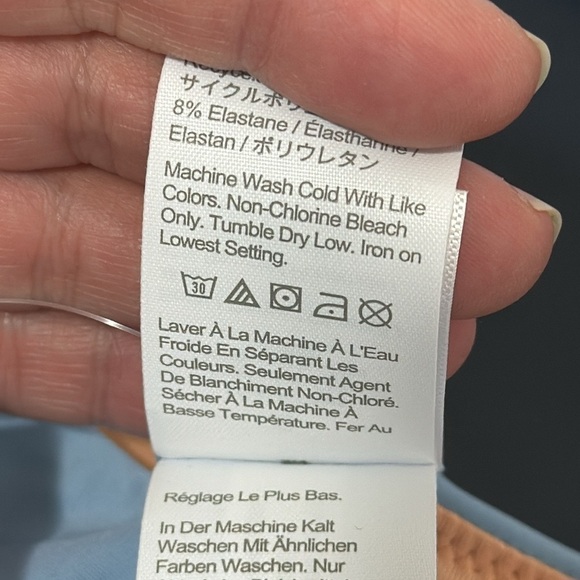 サイクルポリ
8% Elastane / Élasthanne /
Elastan / ポリウレタン
Machine Wash Cold With Like
Colors. Non-Chlorine Bleach
Only. Tumble Dry Low. Iron on
Lowest Setting.
30
Laver À La Machine À L'Eau
Froide En Séparant Les
Couleurs. Seulement Agent
De Blanchiment Non-Chloré.
Sécher À La Machine À
Basse Température. Fer Au
Réglage Le Plus Bas.
In Der Maschine Kalt
Waschen Mit Ähnlichen
Farben Waschen. Nur